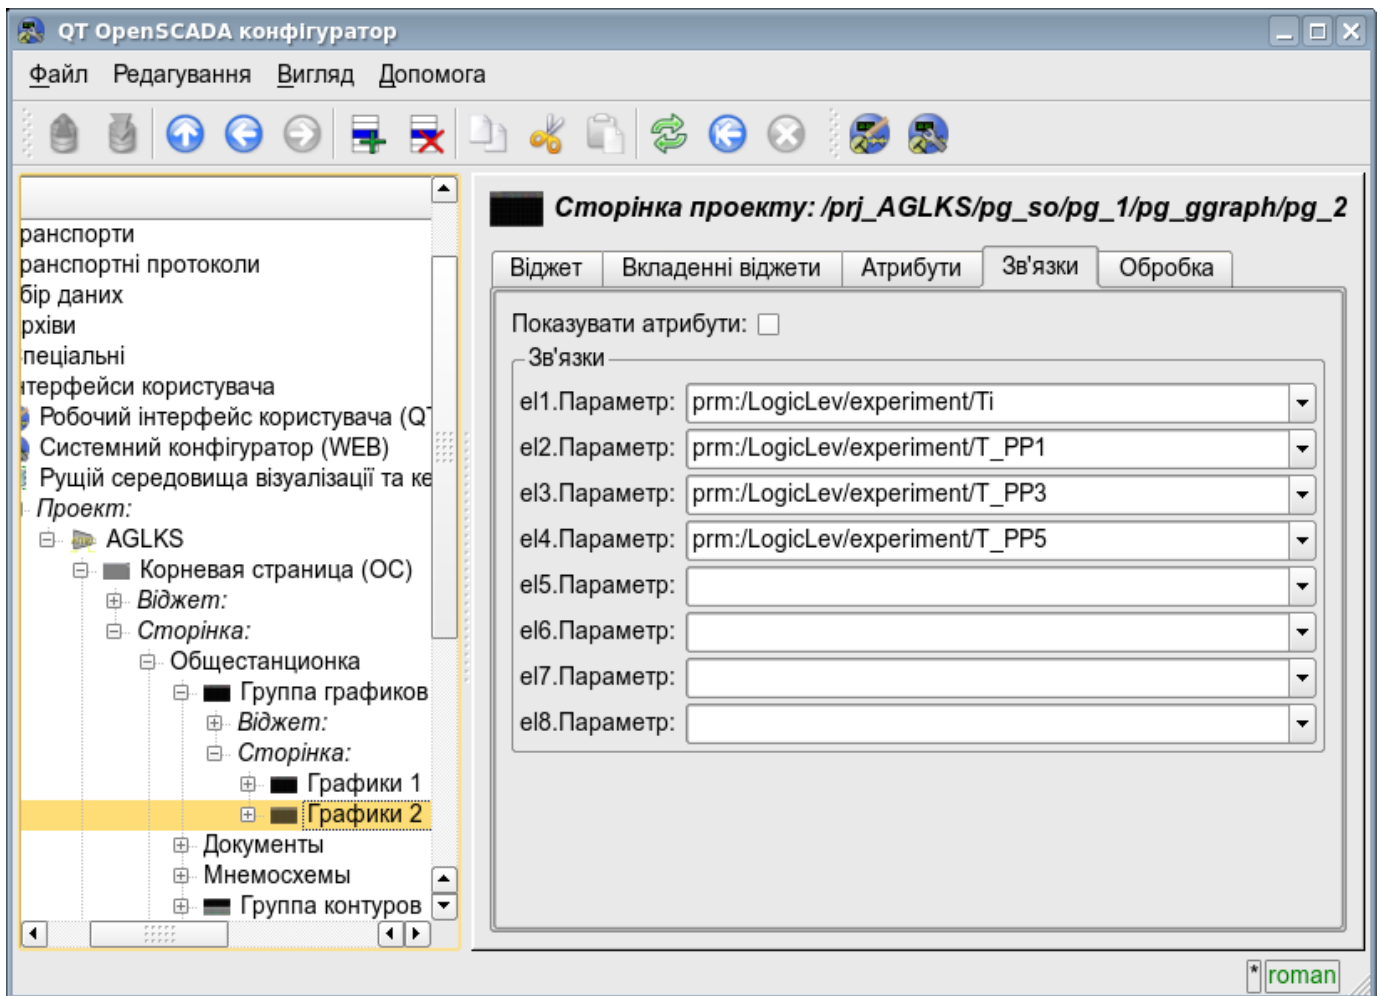 QT OpenSCADA конфігуратор
Файл Редагування Вигляд Допомога
ранспорти
ранспортні протоколи
бір даних
рхіви
пеціальні
нтерфейси користувача
Робочий інтерфейс користувача (QT
Системний конфігуратор (WEB)
Рущій середовища візуалізації та ке
Проект:
AGLKS
Корневая страница (ОС)
Віджет:
Сторінка:
Общестанционка
Группа графиков
Віджет:
Сторінка:
Графики 1
Графики 2
Документы
Мнемосхемы
Группа контуров
Сторінка проекту: /prj_AGLKS/pg_so/pg_1/pg_ggraph/pg_2
Віджет Вкладенні віджети Атрибути Зв'язки Обробка
Показувати атрибути:
Зв'язки
el1.Параметр: prm:/LogicLev/experiment/Ti
el2.Параметр: prm:/LogicLev/experiment/T_PP1
el3.Параметр: prm:/LogicLev/experiment/T_PP3
el4.Параметр: prm:/LogicLev/experiment/T_PP5
el5.Параметр:
el6.Параметр:
el7.Параметр:
el8.Параметр:
* roman